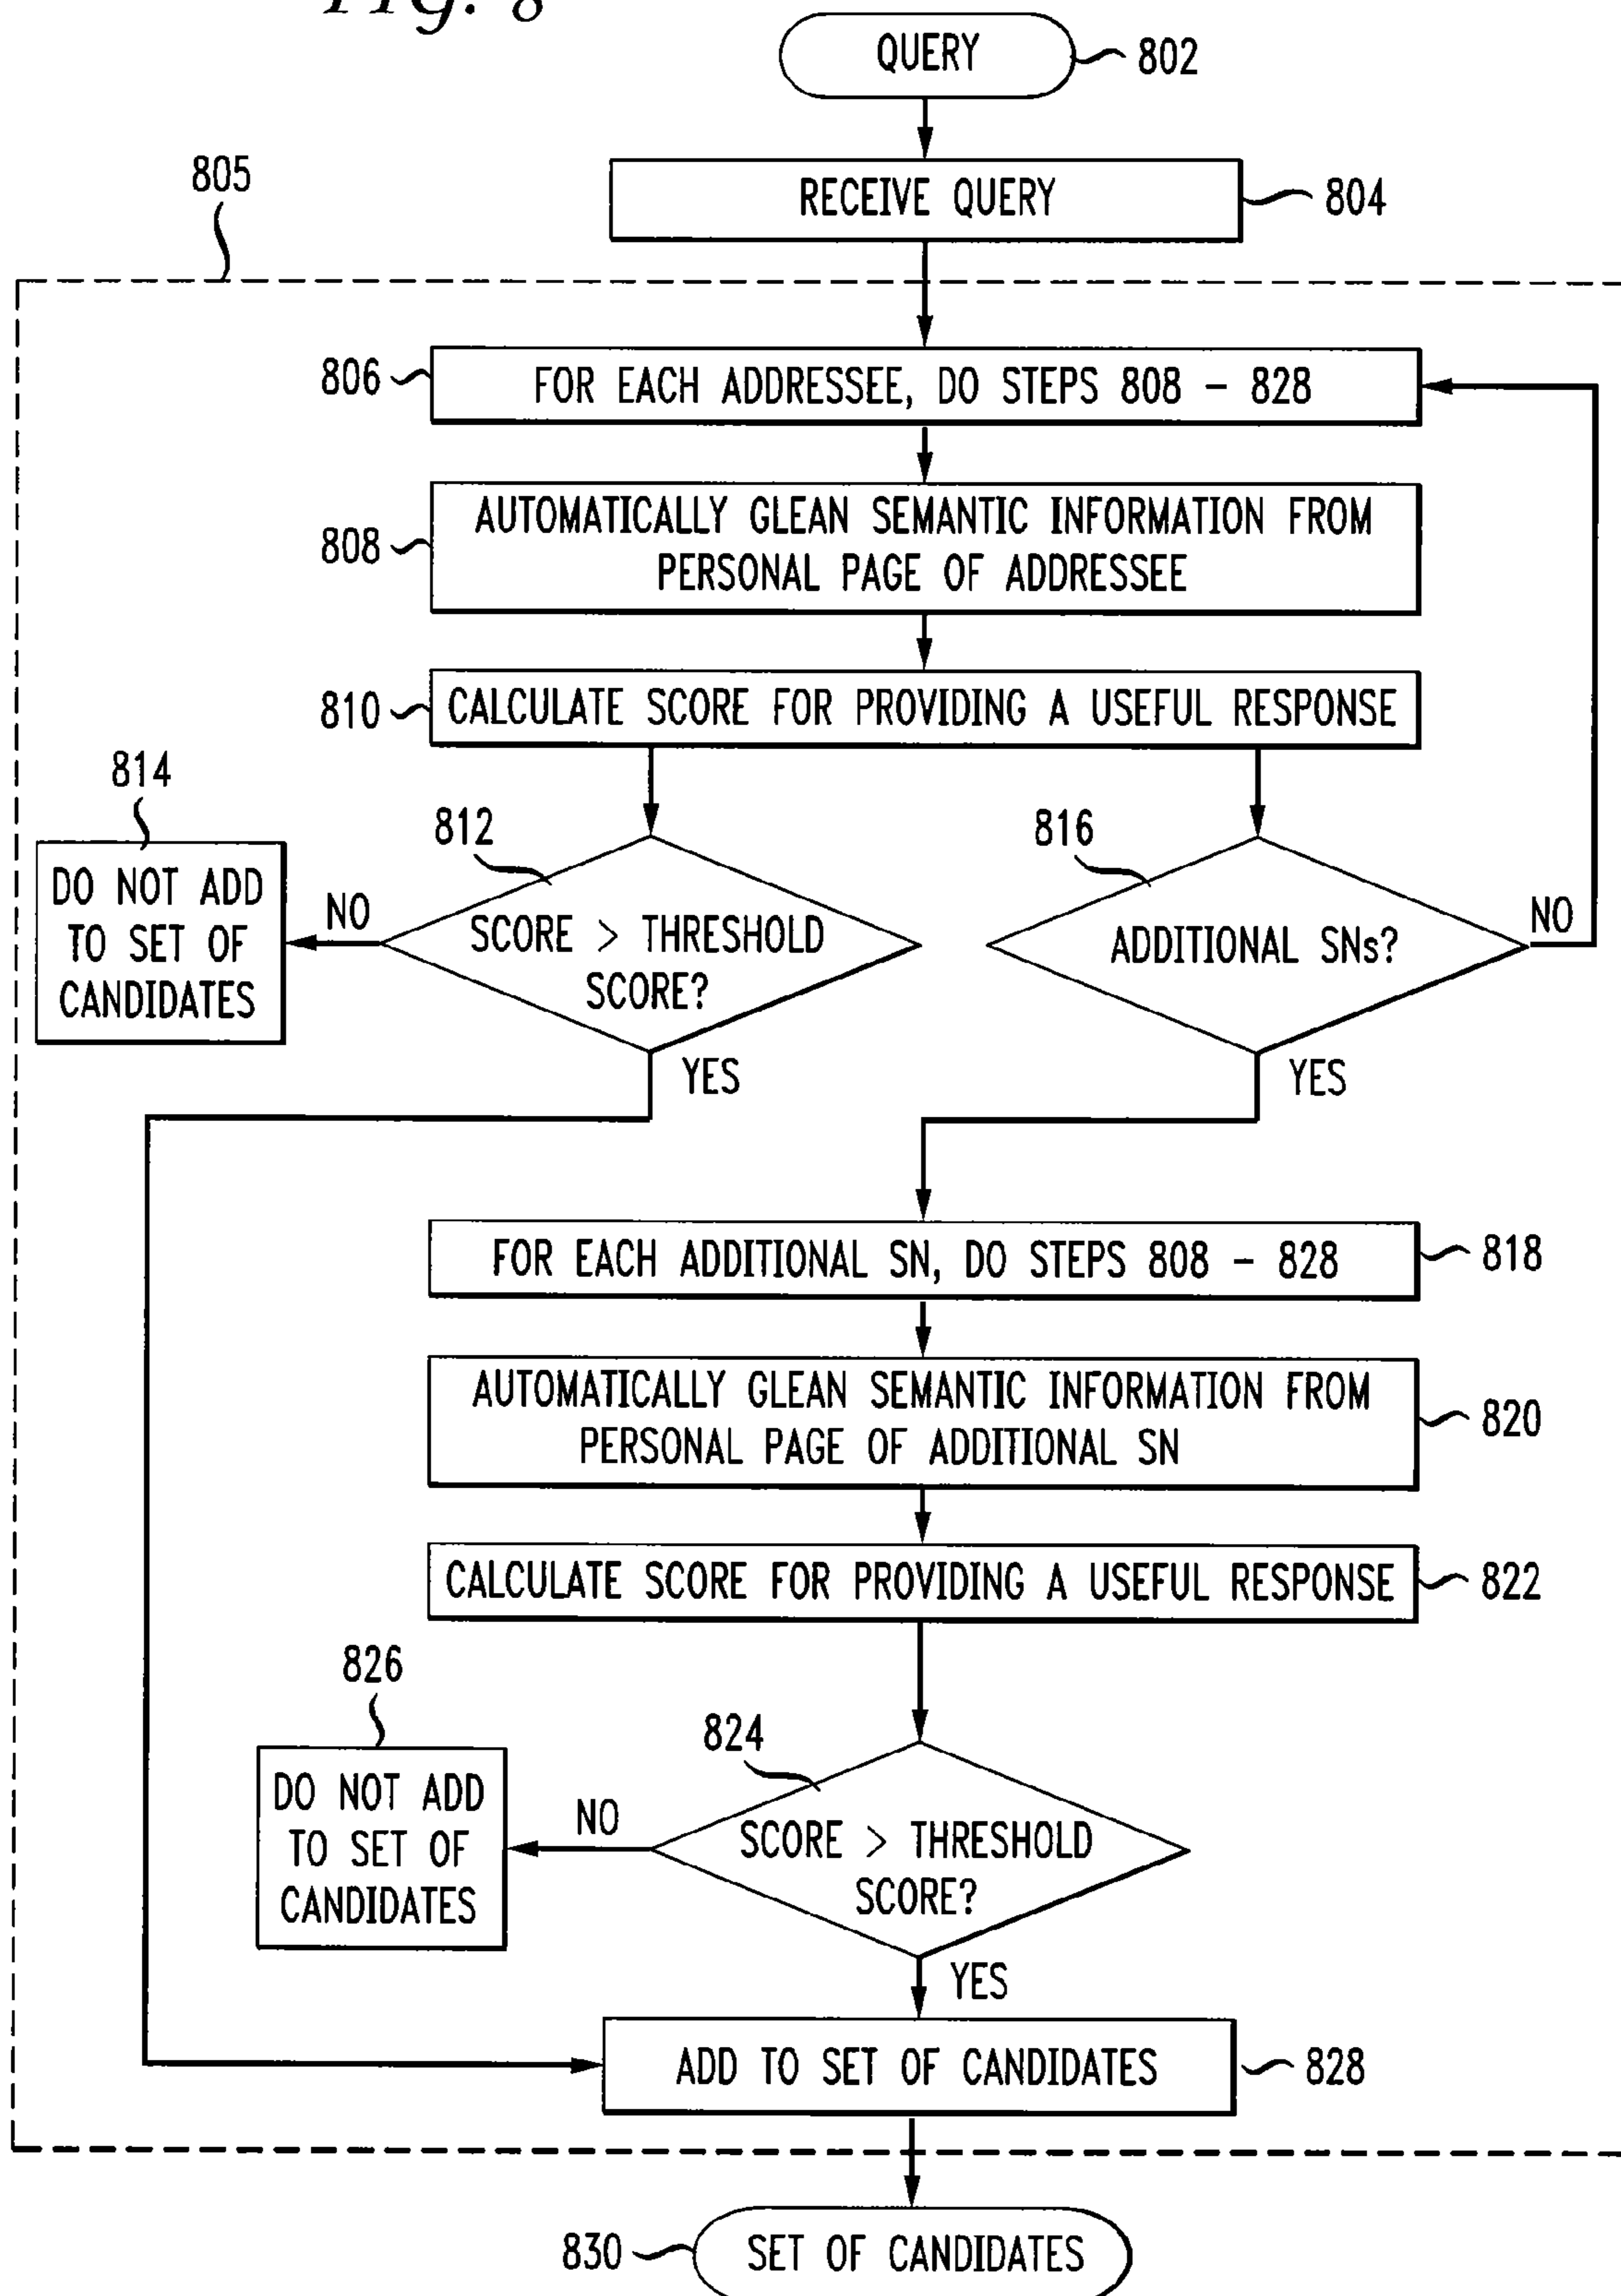 FIG. 8
QUERY
802
RECEIVE QUERY
804
805
806
FOR EACH ADDRESSEE, DO STEPS 808 - 828
808
AUTOMATICALLY GLEAN SEMANTIC INFORMATION FROM
PERSONAL PAGE OF ADDRESSEE
810
CALCULATE SCORE FOR PROVIDING A USEFUL RESPONSE
814
DO NOT ADD
TO SET OF
CANDIDATES
NO
812
SCORE > THRESHOLD
SCORE?
YES
816
ADDITIONAL SNs?
NO
YES
FOR EACH ADDITIONAL SN, DO STEPS 808 - 828
818
AUTOMATICALLY GLEAN SEMANTIC INFORMATION FROM
PERSONAL PAGE OF ADDITIONAL SN
820
CALCULATE SCORE FOR PROVIDING A USEFUL RESPONSE
822
826
DO NOT ADD
TO SET OF
CANDIDATES
NO
824
SCORE > THRESHOLD
SCORE?
YES
ADD TO SET OF CANDIDATES
828
830
SET OF CANDIDATES